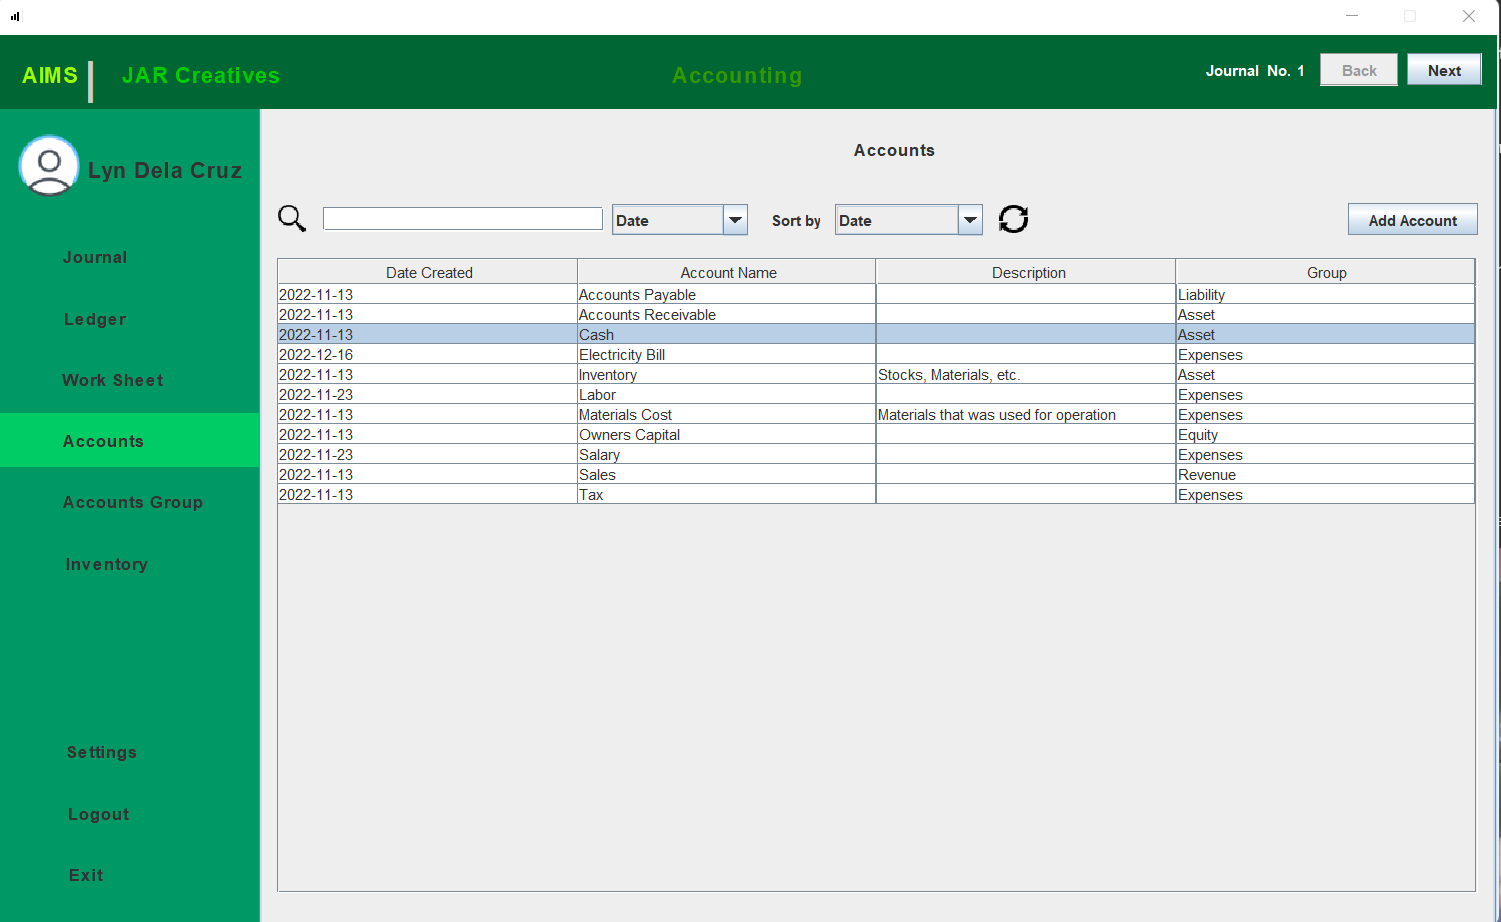 AIMS JAR Creatives Accounting Journal No. 1 Back Next
Lyn Dela Cruz
Journal
Ledger
Work Sheet
Accounts
Accounts Group
Inventory
Settings
Logout
Exit
Accounts
Date Sort by Date Add Account
Date Created Account Name Description Group
2022-11-13 Accounts Payable Liability
2022-11-13 Accounts Receivable Asset
2022-11-13 Cash Asset
2022-12-16 Electricity Bill Expenses
2022-11-13 Inventory Stocks, Materials, etc. Asset
2022-11-23 Labor Expenses
2022-11-13 Materials Cost Materials that was used for operation Expenses
2022-11-13 Owners Capital Equity
2022-11-23 Salary Expenses
2022-11-13 Sales Revenue
2022-11-13 Tax Expenses